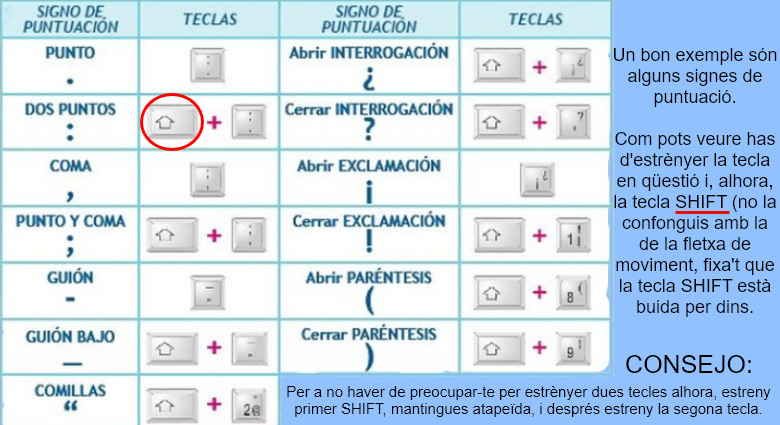 SIGNO DE PUNTUACIÓN TECLAS SIGNO DE PUNTUACIÓN TECLAS
PUNTO
.
+
Abrir INTERROGACIÓN
¿
DOS PUNTOS
:
+
Cerrar INTERROGACIÓN
?
+
COMA
,
Abrir EXCLAMACIÓN
¡
PUNTO Y COMA
;
+
Cerrar EXCLAMACIÓN
!
+ 1!
GUIÓN
-
Abrir PARÉNTESIS
(
+ 8 (
GUIÓN BAJO
_
+
Cerrar PARÉNTESIS
)
+ 9 )
COMILLAS
“
+ 2@
Un bon exemple són
alguns signes de
puntuació.
Com pots veure has
d'estrènyer la tecla
en qüestió i, alhora,
la tecla SHIFT (no la
confonguis amb la
de la fletxa de
moviment, fixa't que
la tecla SHIFT està
buida per dins.
CONSEJO:
Per a no haver de preocupar-te per estrènyer dues tecles alhora, estreny
primer SHIFT, mantingues atapeïda, i després estreny la segona tecla.